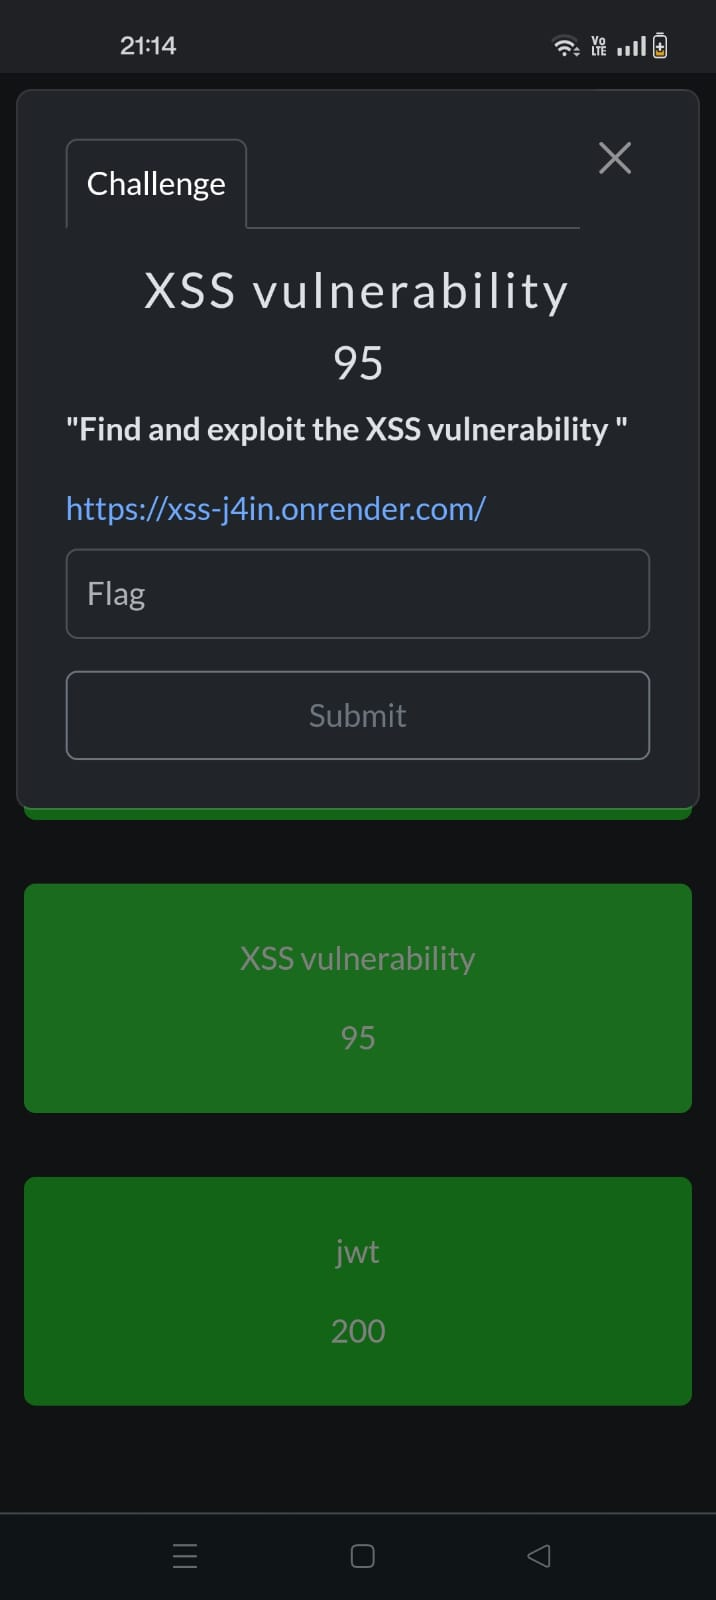 21:14
Vo
LTE
Challenge
XSS vulnerability
95
"Find and exploit the XSS vulnerability "
https://xss-j4in.onrender.com/
Flag
Submit
XSS vulnerability
95
jwt
200